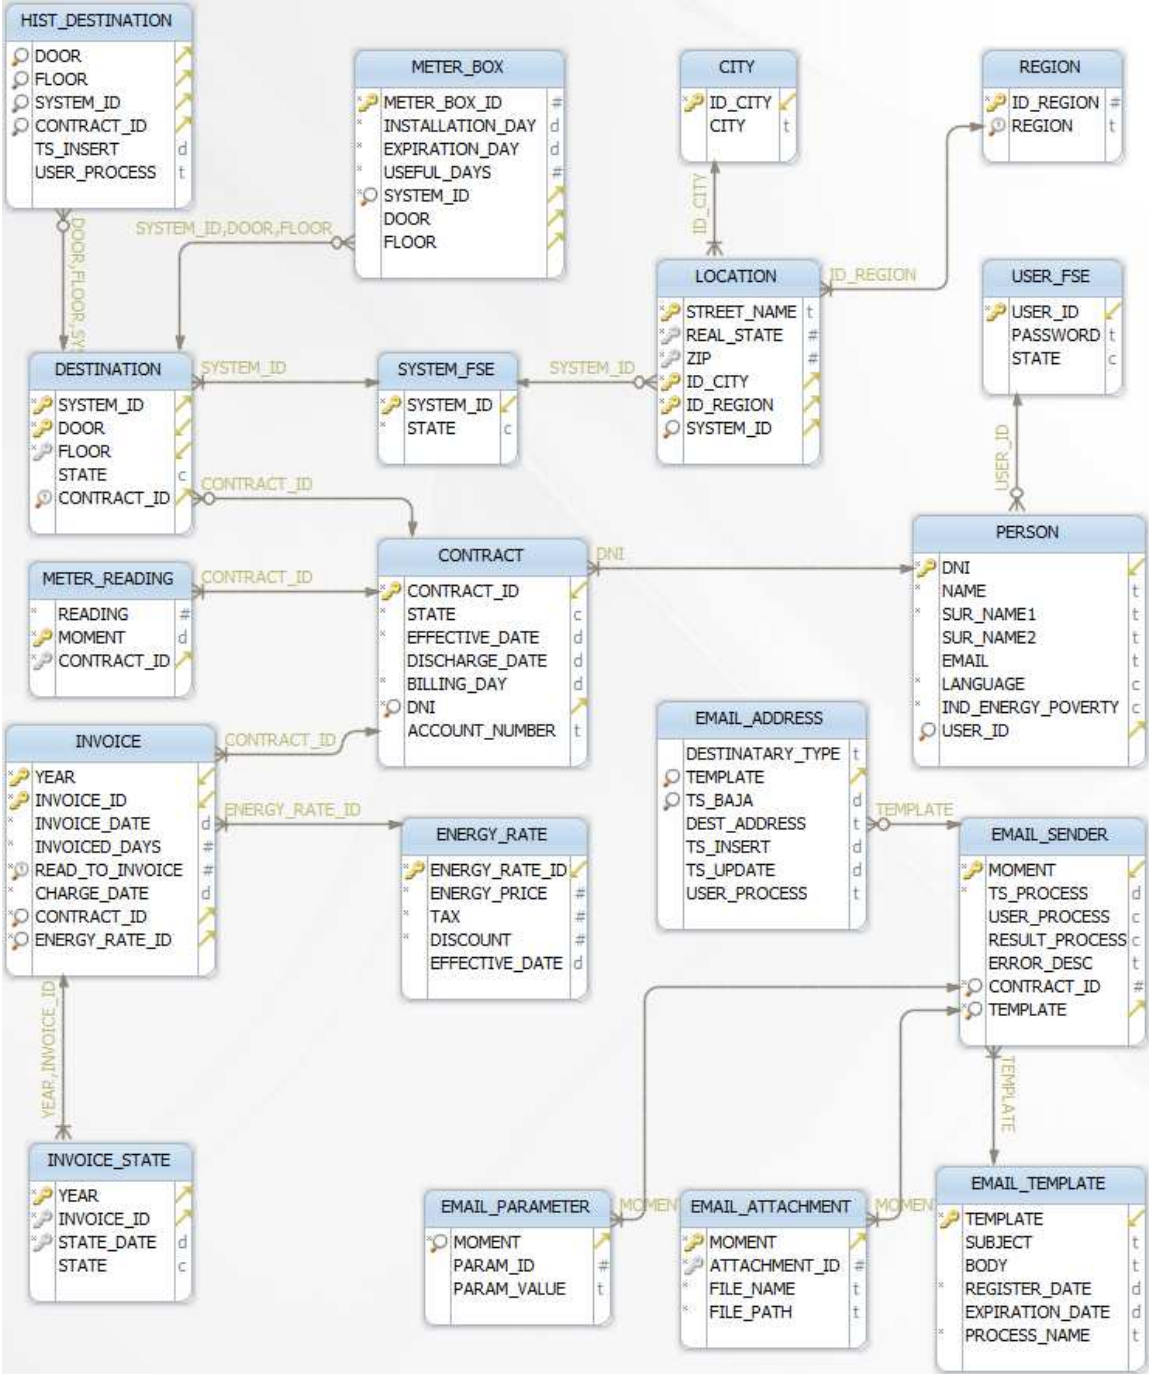 HIST_DESTINATION
DOOR
FLOOR
SYSTEM_ID
CONTRACT_ID
TS_INSERT d
USER_PROCESS t
METER_BOX
METER_BOX_ID #
INSTALLATION_DAY d
EXPIRATION_DAY d
USEFUL_DAYS #
SYSTEM_ID
DOOR
FLOOR
CITY
ID_CITY
CITY t
REGION
ID_REGION #
REGION t
DOOR,FLOOR,SYS
SYSTEM_ID,DOOR,FLOOR
ID_CITY
ID_REGION
LOCATION
STREET_NAME t
REAL_STATE #
ZIP #
ID_CITY
ID_REGION
SYSTEM_ID
USER_FSE
USER_ID
PASSWORD t
STATE c
DESTINATION
SYSTEM_ID
DOOR
FLOOR
STATE c
CONTRACT_ID
SYSTEM_ID
SYSTEM_FSE
SYSTEM_ID
STATE c
SYSTEM_ID
USER_ID
CONTRACT_ID
CONTRACT
CONTRACT_ID
STATE c
EFFECTIVE_DATE d
DISCHARGE_DATE d
BILLING_DAY d
DNI
ACCOUNT_NUMBER t
DNI
PERSON
DNI
NAME t
SUR_NAME1 t
SUR_NAME2 t
EMAIL t
LANGUAGE c
IND_ENERGY_POVERTY c
USER_ID
METER_READING
READING #
MOMENT d
CONTRACT_ID
CONTRACT_ID
INVOICE
YEAR
INVOICE_ID
INVOICE_DATE d
INVOICED_DAYS #
READ_TO_INVOICE #
CHARGE_DATE d
CONTRACT_ID
ENERGY_RATE_ID
CONTRACT_ID
ENERGY_RATE_ID
ENERGY_RATE
ENERGY_RATE_ID
ENERGY_PRICE #
TAX #
DISCOUNT #
EFFECTIVE_DATE d
EMAIL_ADDRESS
DESTINATARY_TYPE t
TEMPLATE
TS_BAJA d
DEST_ADDRESS t
TS_INSERT d
TS_UPDATE d
USER_PROCESS t
TEMPLATE
EMAIL_SENDER
MOMENT
TS_PROCESS d
USER_PROCESS c
RESULT_PROCESS c
ERROR_DESC t
CONTRACT_ID #
TEMPLATE
YEAR,INVOICE_ID
TEMPLATE
INVOICE_STATE
YEAR
INVOICE_ID
STATE_DATE d
STATE c
EMAIL_PARAMETER
MOMENT
PARAM_ID #
PARAM_VALUE t
MOMEN
EMAIL_ATTACHMENT
MOMENT
ATTACHMENT_ID #
FILE_NAME t
FILE_PATH t
MOMEN
EMAIL_TEMPLATE
TEMPLATE
SUBJECT t
BODY t
REGISTER_DATE d
EXPIRATION_DATE d
PROCESS_NAME t